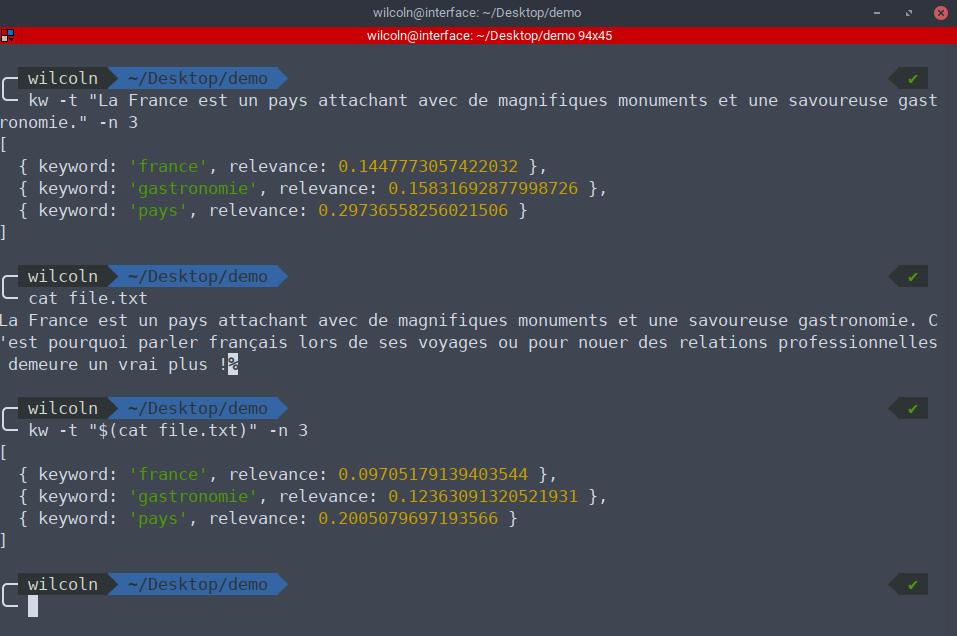 wilcoln@interface: ~/Desktop/demo
wilcoln@interface: ~/Desktop/demo 94x45
wilcoln ~/Desktop/demo ✔
kw -t "La France est un pays attachant avec de magnifiques monuments et une savoureuse gast
ronomie." -n 3
[
{ keyword: 'france', relevance: 0.1447773057422032 },
{ keyword: 'gastronomie', relevance: 0.15831692877998726 },
{ keyword: 'pays', relevance: 0.29736558256021506 }
]
wilcoln ~/Desktop/demo ✔
cat file.txt
La France est un pays attachant avec de magnifiques monuments et une savoureuse gastronomie. C
'est pourquoi parler français lors de ses voyages ou pour nouer des relations professionnelles
demeure un vrai plus !%
wilcoln ~/Desktop/demo ✔
kw -t "$(cat file.txt)" -n 3
[
{ keyword: 'france', relevance: 0.09705179139403544 },
{ keyword: 'gastronomie', relevance: 0.12363091320521931 },
{ keyword: 'pays', relevance: 0.2005079697193566 }
]
wilcoln ~/Desktop/demo ✔